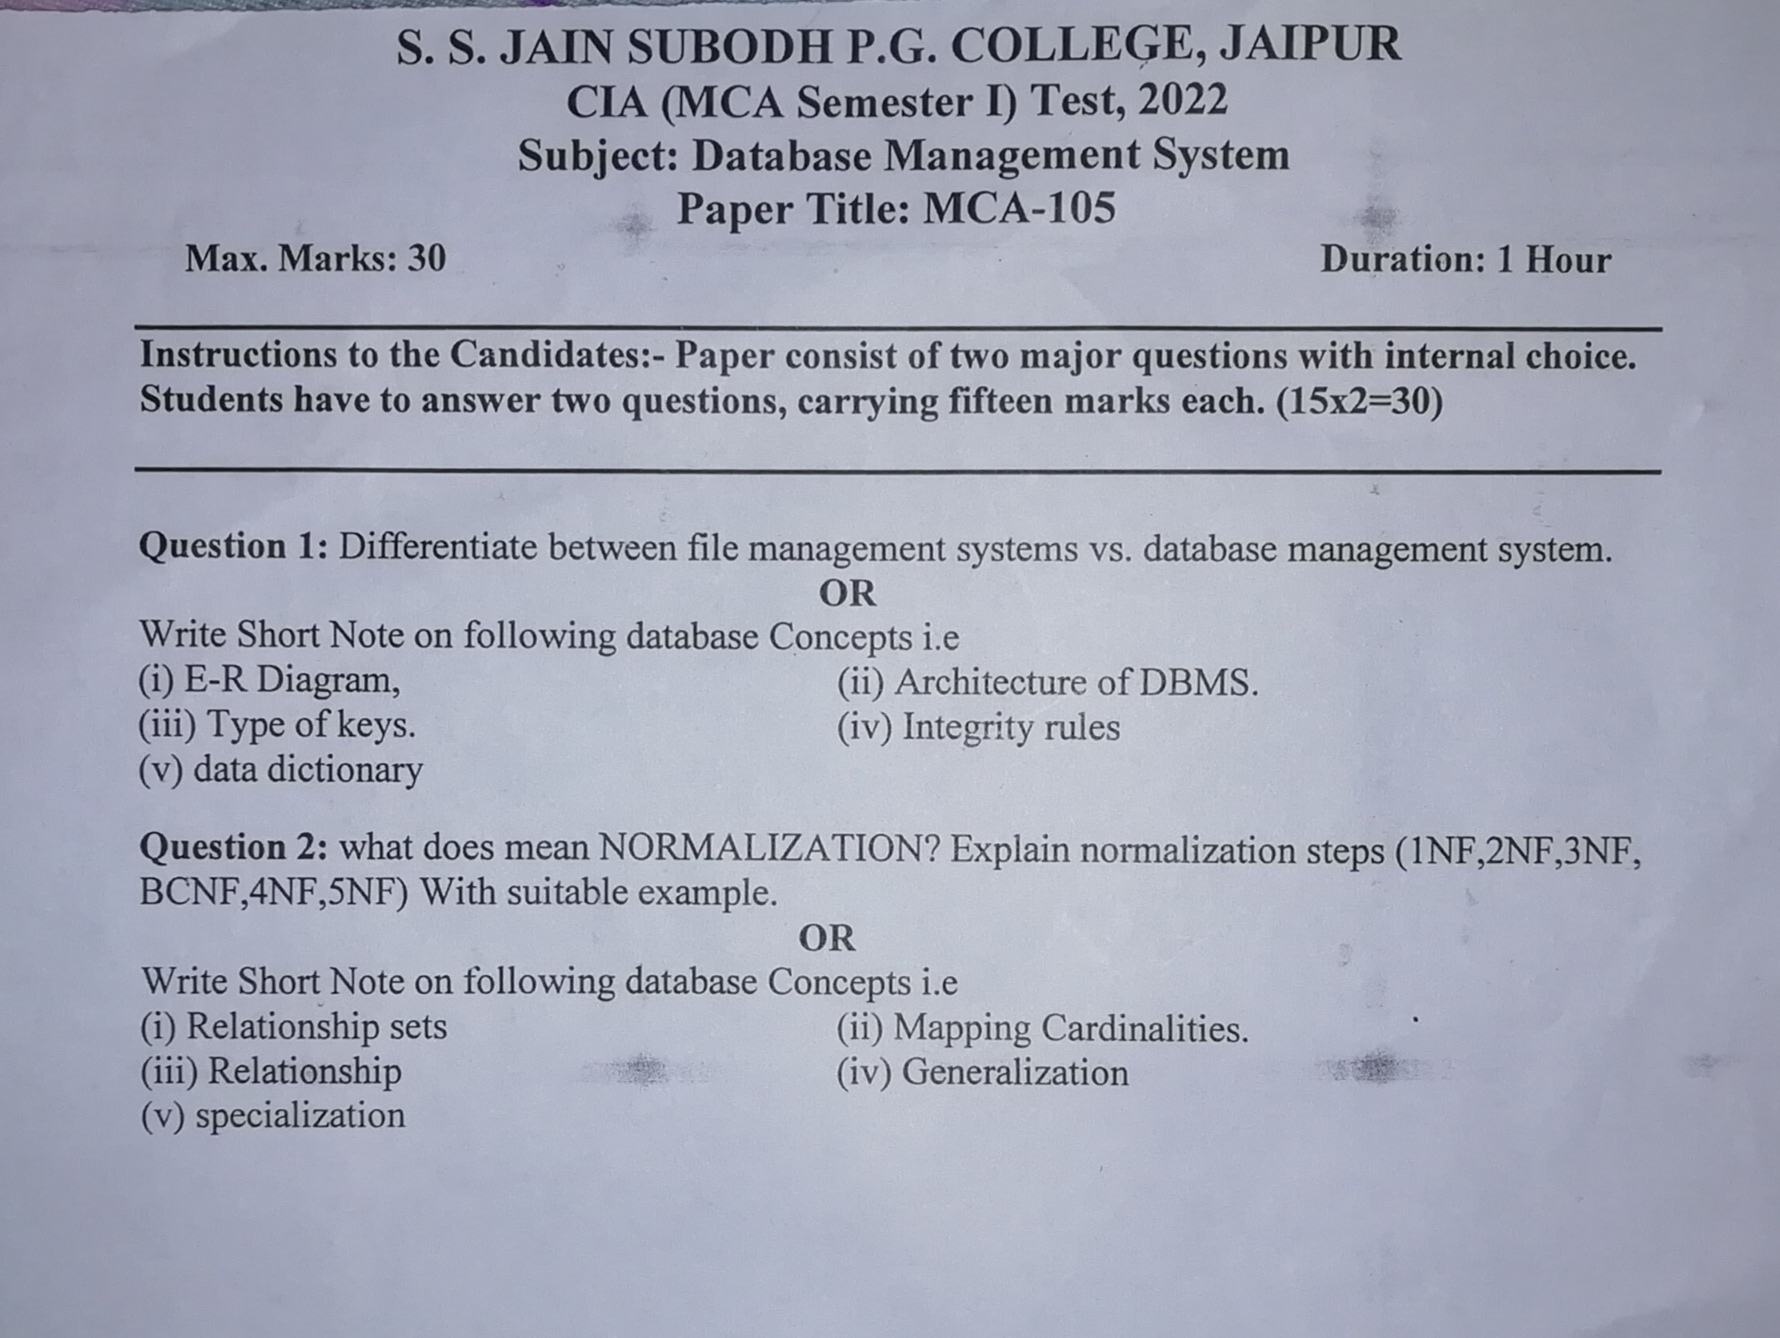 S. S. JAIN SUBODH P.G. COLLEGE, JAIPUR
CIA (MCA Semester I) Test, 2022
Subject: Database Management System
Paper Title: MCA-105
Max. Marks: 30 Duration: 1 Hour
Instructions to the Candidates:- Paper consist of two major questions with internal choice.
Students have to answer two questions, carrying fifteen marks each. (15x2=30)
Question 1: Differentiate between file management systems vs. database management system.
OR
Write Short Note on following database Concepts i.e
(i) E-R Diagram, (ii) Architecture of DBMS.
(iii) Type of keys. (iv) Integrity rules
(v) data dictionary
Question 2: what does mean NORMALIZATION? Explain normalization steps (1NF,2NF,3NF,
BCNF,4NF,5NF) With suitable example.
OR
Write Short Note on following database Concepts i.e
(i) Relationship sets (ii) Mapping Cardinalities.
(iii) Relationship (iv) Generalization
(v) specialization